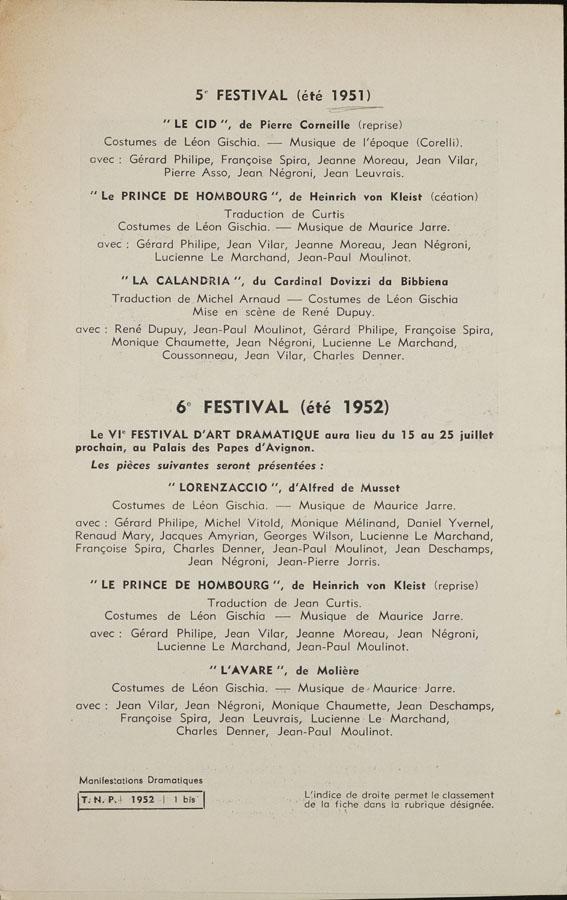 5e FESTIVAL (été 1951)
" LE CID ", de Pierre Corneille (reprise)
Costumes de Léon Gischia. — Musique de l'époque (Corelli).
avec : Gérard Philipe, Françoise Spira, Jeanne Moreau, Jean Vilar,
Pierre Asso, Jean Négroni, Jean Leuvrais.
" Le PRINCE DE HOMBOURG ", de Heinrich von Kleist (céation)
Traduction de Curtis
Costumes de Léon Gischia. — Musique de Maurice Jarre.
avec : Gérard Philipe, Jean Vilar, Jeanne Moreau, Jean Négroni,
Lucienne Le Marchand, Jean-Paul Moulinot.
" LA CALANDRIA ", du Cardinal Dovizzi da Bibbiena
Traduction de Michel Arnaud — Costumes de Léon Gischia
Mise en scène de René Dupuy.
avec : René Dupuy, Jean-Paul Moulinot, Gérard Philipe, Françoise Spira,
Monique Chaumette, Jean Négroni, Lucienne Le Marchand,
Coussonneau, Jean Vilar, Charles Denner.
6e FESTIVAL (été 1952)
Le VIe FESTIVAL D'ART DRAMATIQUE aura lieu du 15 au 25 juillet
prochain, au Palais des Papes d'Avignon.
Les pièces suivantes seront présentées :
" LORENZACCIO ", d'Alfred de Musset
Costumes de Léon Gischia. — Musique de Maurice Jarre.
avec : Gérard Philipe, Michel Vitold, Monique Mélinand, Daniel Yvernel,
Renaud Mary, Jacques Amyrian, Georges Wilson, Lucienne Le Marchand,
Françoise Spira, Charles Denner, Jean-Paul Moulinot, Jean Deschamps,
Jean Négroni, Jean-Pierre Jorris.
" LE PRINCE DE HOMBOURG ", de Heinrich von Kleist (reprise)
Traduction de Jean Curtis.
Costumes de Léon Gischia — Musique de Maurice Jarre.
avec : Gérard Philipe, Jean Vilar, Jeanne Moreau, Jean Négroni,
Lucienne Le Marchand, Jean-Paul Moulinot.
" L'AVARE ", de Molière
Costumes de Léon Gischia. — Musique de Maurice Jarre.
avec : Jean Vilar, Jean Négroni, Monique Chaumette, Jean Deschamps,
Françoise Spira, Jean Leuvrais, Lucienne Le Marchand,
Charles Denner, Jean-Paul Moulinot.
Manifestations Dramatiques
T. N. P. | 1952 | 1 bis
L'indice de droite permet le classement
de la fiche dans la rubrique désignée.